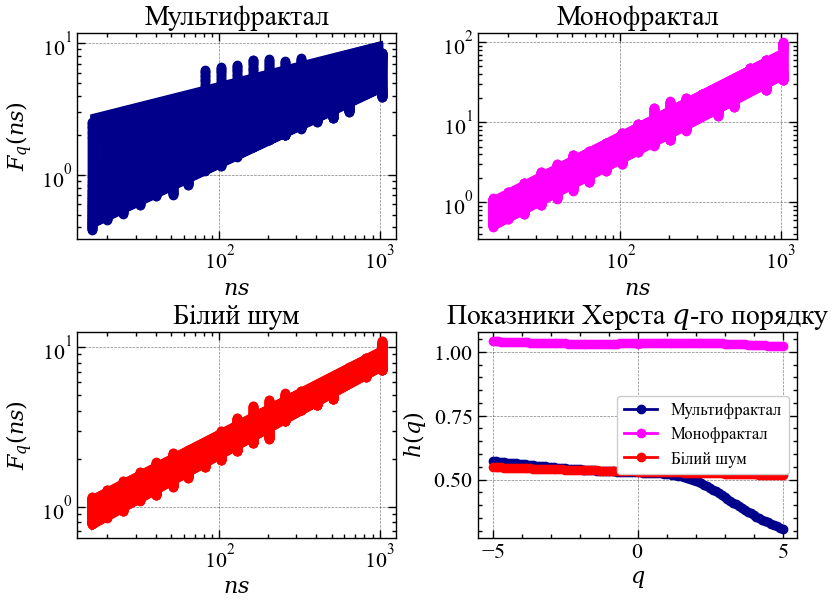 Мультифрактал
Монофрактал
10^1
10^0
F_q(ns)
10^2
10^3
ns
10^2
10^1
10^0
10^2
10^3
ns
Білий шум
Показники Херста q-го порядку
10^1
10^0
F_q(ns)
10^2
10^3
ns
1.00
0.75
0.50
h(q)
Мультифрактал
Монофрактал
Білий шум
−5
0
5
q